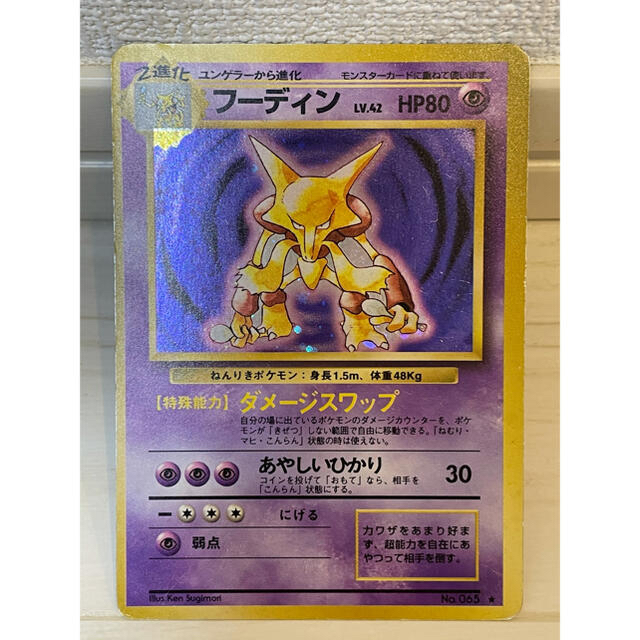 2進化
ユンゲラーから進化
モンスターカードに重ねて使います。
フーディン LV.42 HP80
ねんりきポケモン：身長1.5m、体重48Kg
【特殊能力】ダメージスワップ
自分の場に出ているポケモンのダメージカウンターを、ポケ
モンが「きぜつ」しない範囲で自由に移動できる。「ねむり・
マヒ・こんらん」状態の時は使えない。
あやしいひかり 30
コインを投げて「おもて」なら、相手を
「こんらん」状態にする。
にげる
弱点
力ワザをあまり好ま
ず、超能力を自在にあ
やつって相手を倒す。
Illus. Ken Sugimori
No. 065 ★